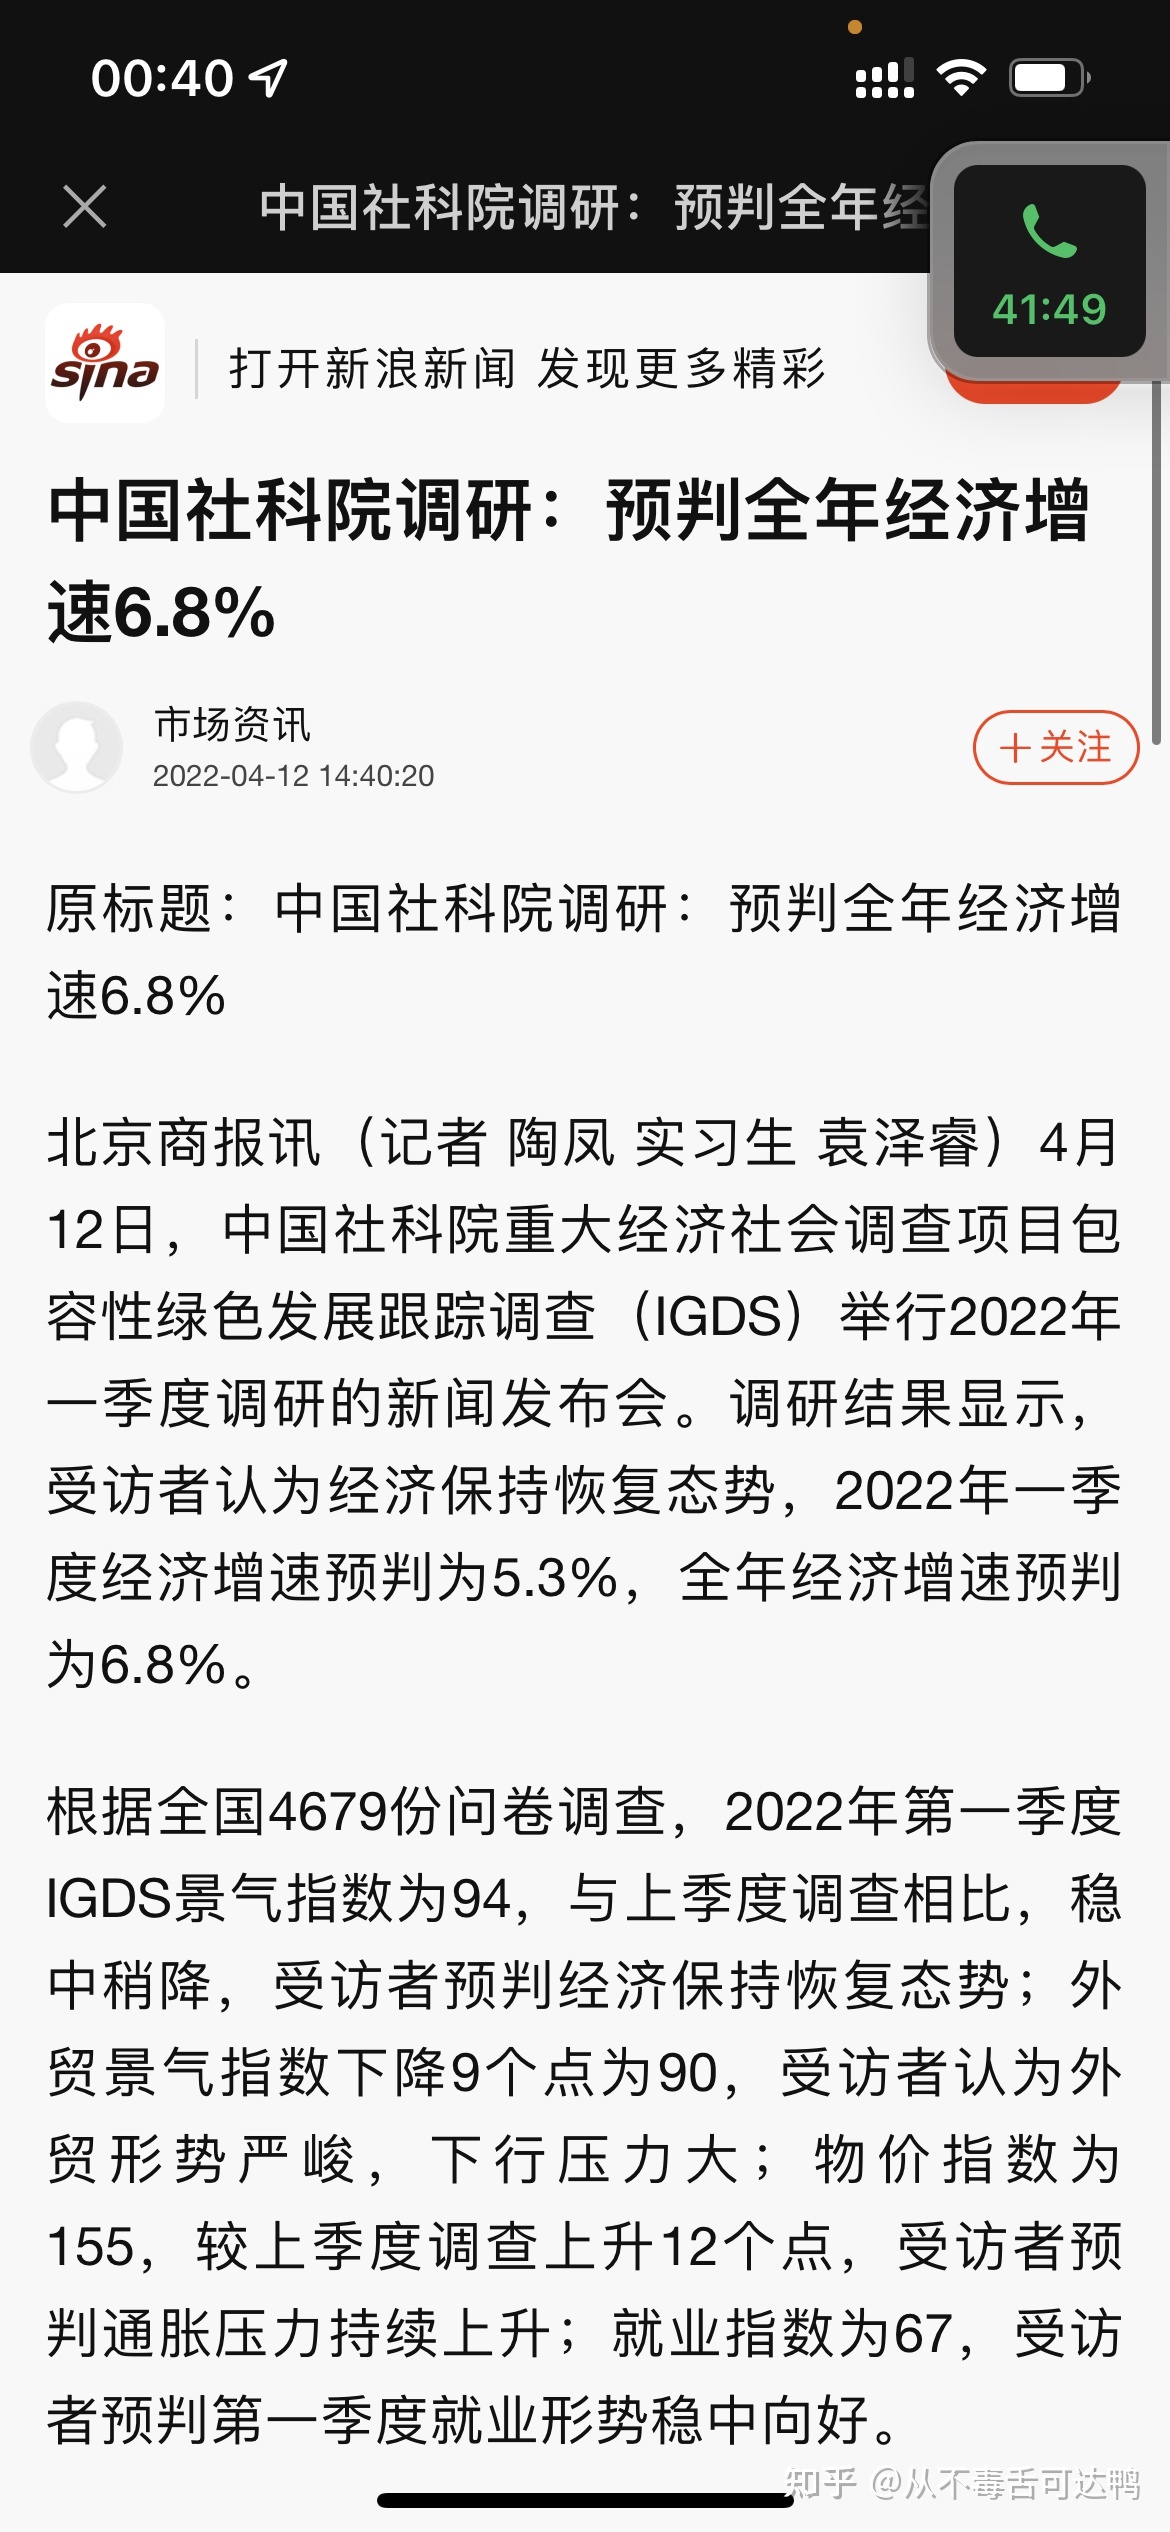 00:40
中国社科院调研：预判全年经
41:49
sina
打开新浪新闻 发现更多精彩
中国社科院调研：预判全年经济增
速6.8%
市场资讯
2022-04-12 14:40:20
关注
原标题：中国社科院调研：预判全年经济增
速6.8%
北京商报讯（记者 陶凤 实习生 袁泽睿）4月
12日，中国社科院重大经济社会调查项目包
容性绿色发展跟踪调查（IGDS）举行2022年
一季度调研的新闻发布会。调研结果显示，
受访者认为经济保持恢复态势，2022年一季
度经济增速预判为5.3%，全年经济增速预判
为6.8%。
根据全国4679份问卷调查，2022年第一季度
IGDS景气指数为94，与上季度调查相比，稳
中稍降，受访者预判经济保持恢复态势；外
贸景气指数下降9个点为90，受访者认为外
贸形势严峻，下行压力大；物价指数为
155，较上季度调查上升12个点，受访者预
判通胀压力持续上升；就业指数为67，受访
者预判第一季度就业形势稳中向好。
知乎 @从不毒舌可达鸭